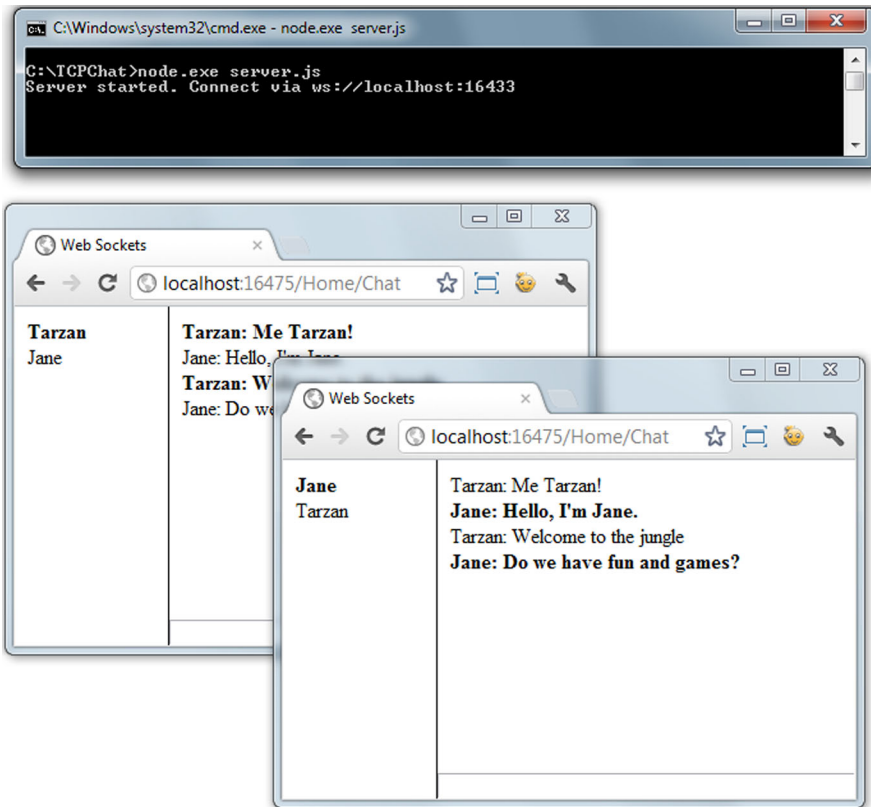 C:\Windows\system32\cmd.exe - node.exe server.js
C:\TCPChat>node.exe server.js
Server started. Connect via ws://localhost:16433
Web Sockets
localhost:16475/Home/Chat
Tarzan
Jane
Tarzan: Me Tarzan!
Jane: Hello, I'm Jane.
Tarzan:
Jane: Do we
Web Sockets
localhost:16475/Home/Chat
Jane
Tarzan
Tarzan: Me Tarzan!
Jane: Hello, I'm Jane.
Tarzan: Welcome to the jungle
Jane: Do we have fun and games?